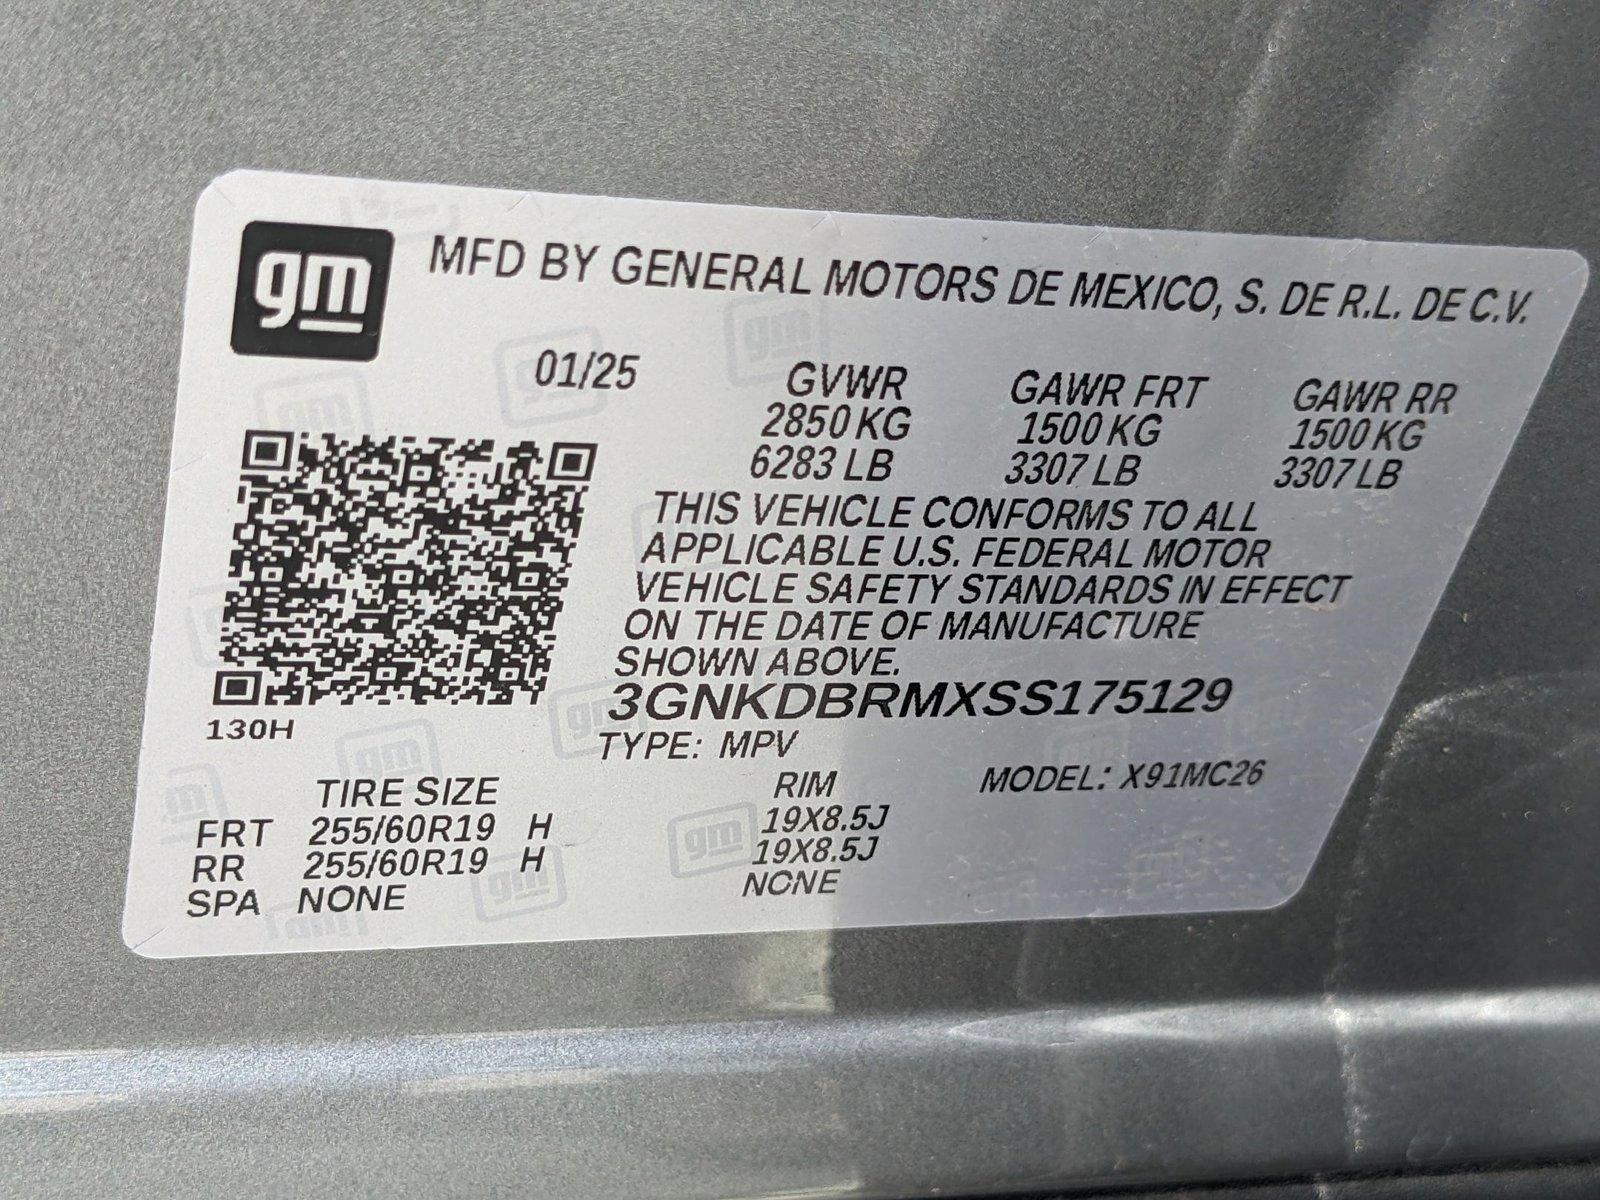 gm MFD BY GENERAL MOTORS DE MEXICO, S. DE R.L. DE C.V.
01/25 GVWR GAWR FRT GAWR RR
2850 KG 1500 KG 1500 KG
6283 LB 3307 LB 3307 LB
THIS VEHICLE CONFORMS TO ALL
APPLICABLE U.S. FEDERAL MOTOR
VEHICLE SAFETY STANDARDS IN EFFECT
ON THE DATE OF MANUFACTURE
SHOWN ABOVE.
3GNKDBRMXSS175129
130H
TYPE: MPV
TIRE SIZE RIM MODEL: X91MC26
FRT 255/60R19 H 19X8.5J
RR 255/60R19 H 19X8.5J
SPA NONE NONE